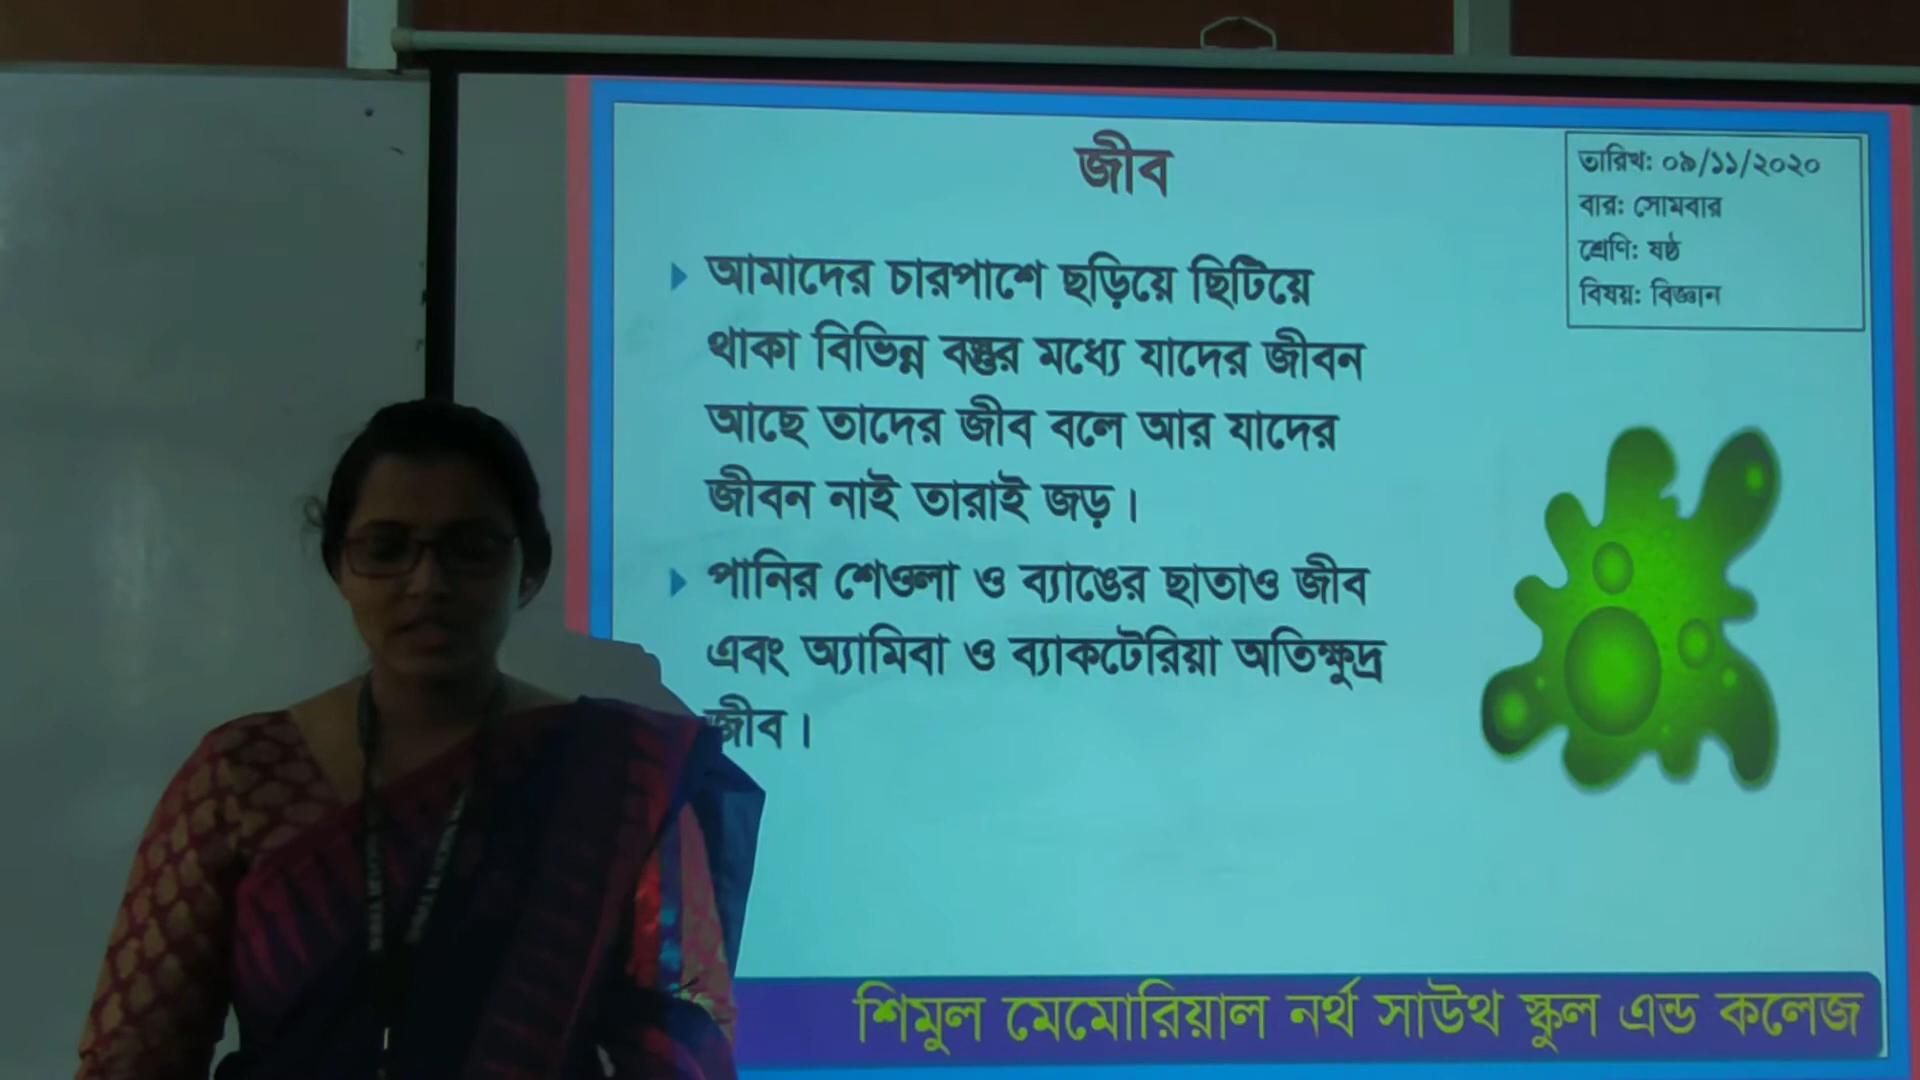 জীব
তারিখ: ০৯/১১/২০২০
বার: সোমবার
শ্রেণি: ষষ্ঠ
বিষয়: বিজ্ঞান
আমাদের চারপাশে ছড়িয়ে ছিটিয়ে
থাকা বিভিন্ন বস্তুর মধ্যে যাদের জীবন
আছে তাদের জীব বলে আর যাদের
জীবন নাই তারাই জড়।
পানির শেওলা ও ব্যাঙের ছাতাও জীব
এবং অ্যামিবা ও ব্যাকটেরিয়া অতিক্ষুদ্র
জীব।
শিমুল মেমোরিয়াল নর্থ সাউথ স্কুল এন্ড কলেজ